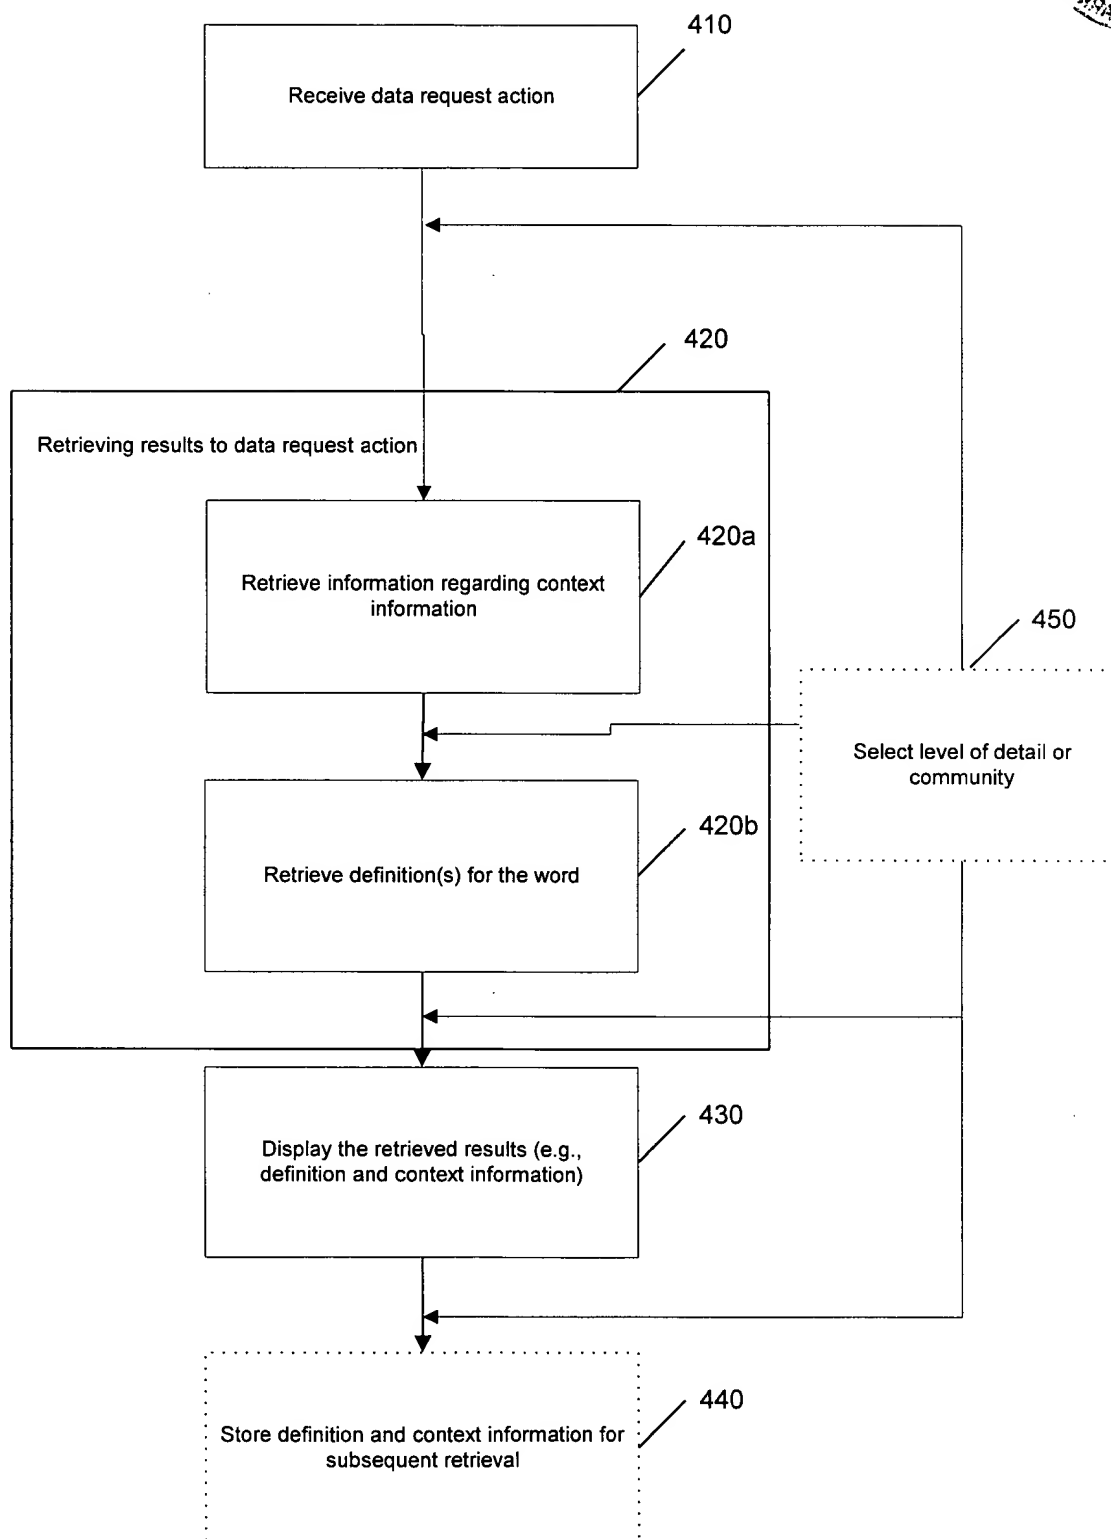 410
Receive data request action
420
Retrieving results to data request action
420a
Retrieve information regarding context
information
450
Select level of detail or
community
420b
Retrieve definition(s) for the word
430
Display the retrieved results (e.g.,
definition and context information)
440
Store definition and context information for
subsequent retrieval